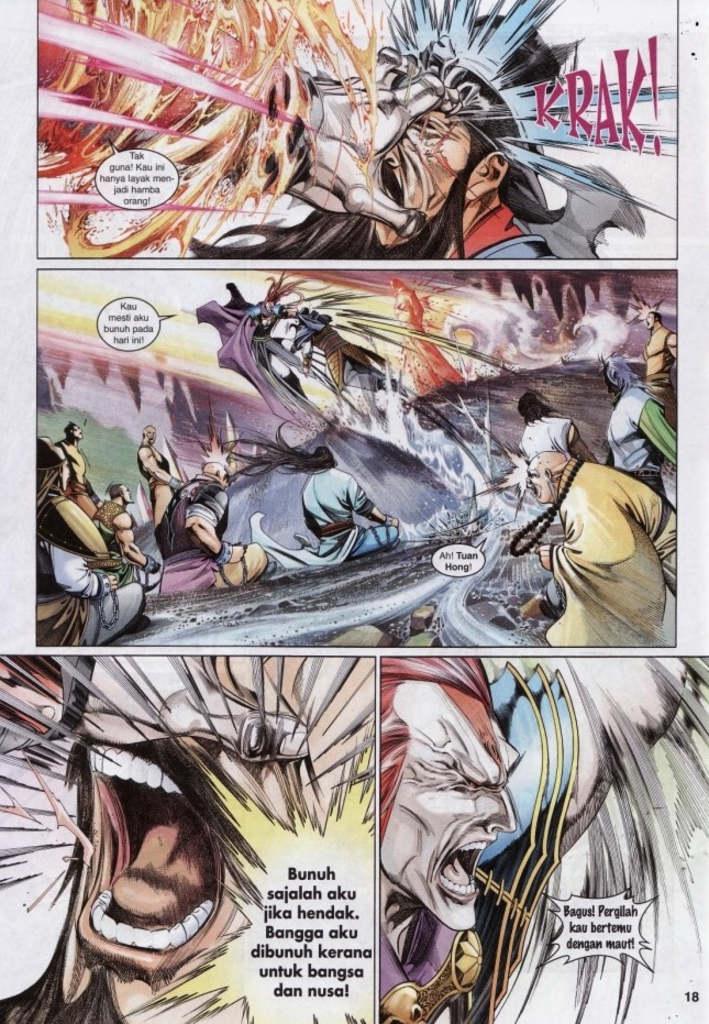 KRAK!
Tak
guna! Kau ini
hanya layak men-
jadi hamba
orang!
Kau
mesti aku
bunuh pada
hari ini!
Ah! Tuan
Hong!
Bunuh
sajalah aku
jika hendak.
Bangga aku
dibunuh kerana
untuk bangsa
dan nusa!
Bagus! Pergilah
kau bertemu
dengan maut!
18